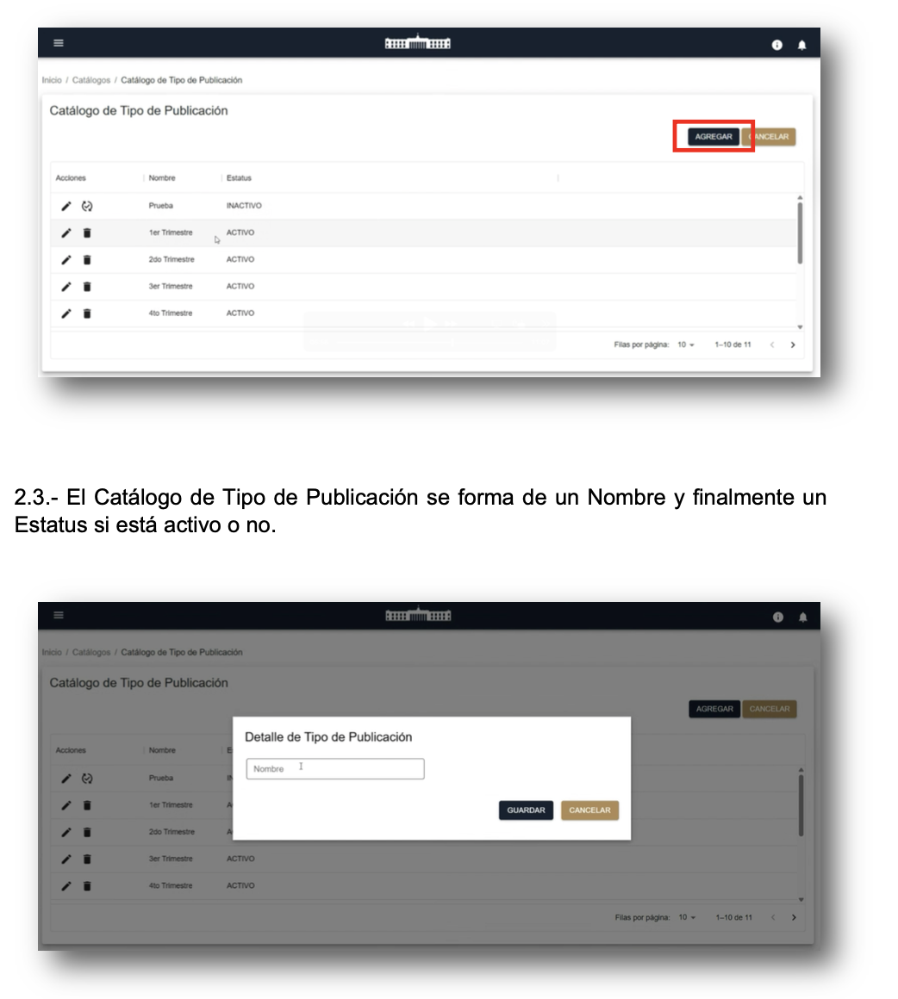 Inicio / Catálogos / Catálogo de Tipo de Publicación
Catálogo de Tipo de Publicación
AGREGAR CANCELAR
Acciones Nombre Estatus
Prueba INACTIVO
1er Trimestre ACTIVO
2do Trimestre ACTIVO
3er Trimestre ACTIVO
4to Trimestre ACTIVO
Filas por página: 10 1–10 de 11
2.3.- El Catálogo de Tipo de Publicación se forma de un Nombre y finalmente un
Estatus si está activo o no.
Inicio / Catálogos / Catálogo de Tipo de Publicación
Catálogo de Tipo de Publicación
AGREGAR CANCELAR
Detalle de Tipo de Publicación
Nombre
GUARDAR CANCELAR
Acciones Nombre
Prueba
1er Trimestre
2do Trimestre
3er Trimestre ACTIVO
4to Trimestre ACTIVO
Filas por página: 10 1–10 de 11